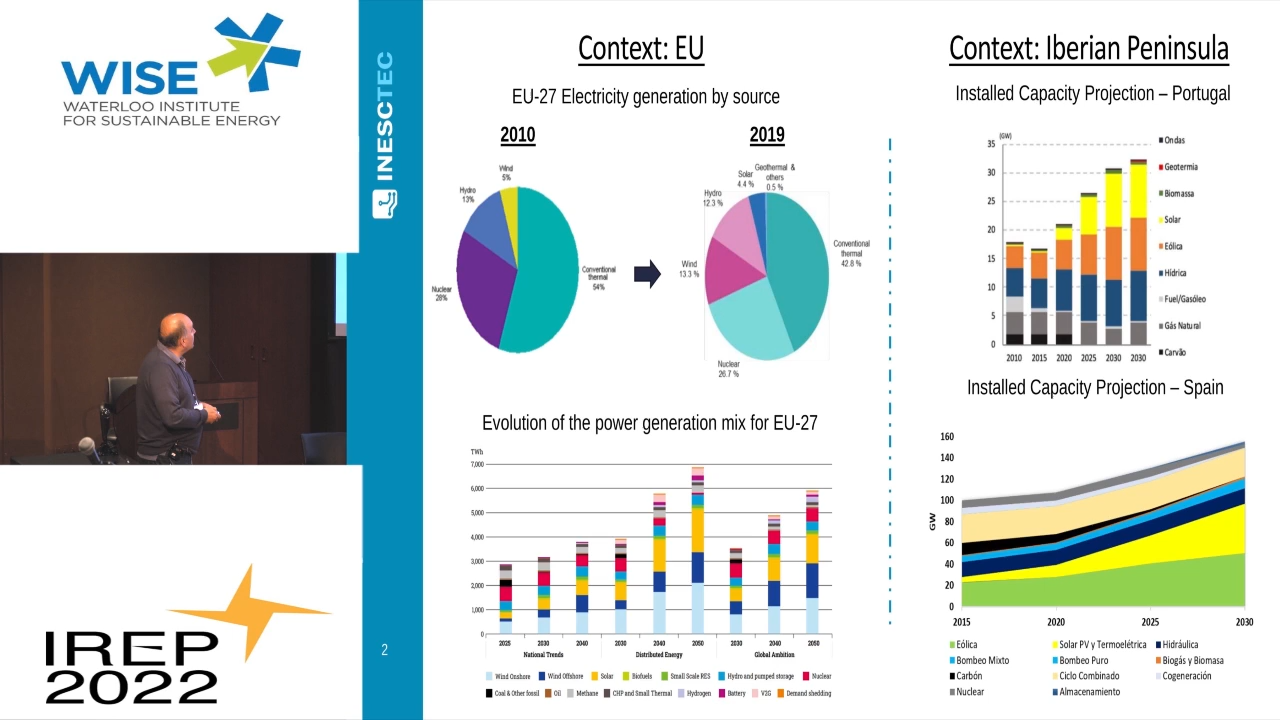 WISE
WATERLOO INSTITUTE
FOR SUSTAINABLE ENERGY
IREP
2022
INESCTEC
2
Context: EU
EU-27 Electricity generation by source
2010
Wind
5%
Hydro
13%
Nuclear
28%
Conventional
thermal
54%
2019
Geothermal &
others
0.5 %
Solar
4.4 %
Hydro
12.3 %
Wind
13.3 %
Conventional
thermal
42.8 %
Nuclear
26.7 %
Evolution of the power generation mix for EU-27
TWh
7,000
6,000
5,000
4,000
3,000
2,000
1,000
0
2025 2030 2040 2030 2040 2050 2030 2040 2050
National Trends Distributed Energy Global Ambition
Wind Onshore Wind Offshore Solar Biofuels Small Scale RES Hydro and pumped storage Nuclear
Coal & Other fossil Oil Methane CHP and Small Thermal Hydrogen Battery V2G Demand shedding
Context: Iberian Peninsula
Installed Capacity Projection – Portugal
(GW)
35
30
25
20
15
10
5
0
2010 2015 2020 2025 2030 2030
Ondas
Geotermia
Biomassa
Solar
Eólica
Hídrica
Fuel/Gasóleo
Gás Natural
Carvão
Installed Capacity Projection – Spain
GW
160
140
120
100
80
60
40
20
0
2015 2020 2025 2030
Eólica Solar PV y Termoelétrica Hidráulica
Bombeo Mixto Bombeo Puro Biogás y Biomasa
Carbón Ciclo Combinado Cogeneración
Nuclear Almacenamiento